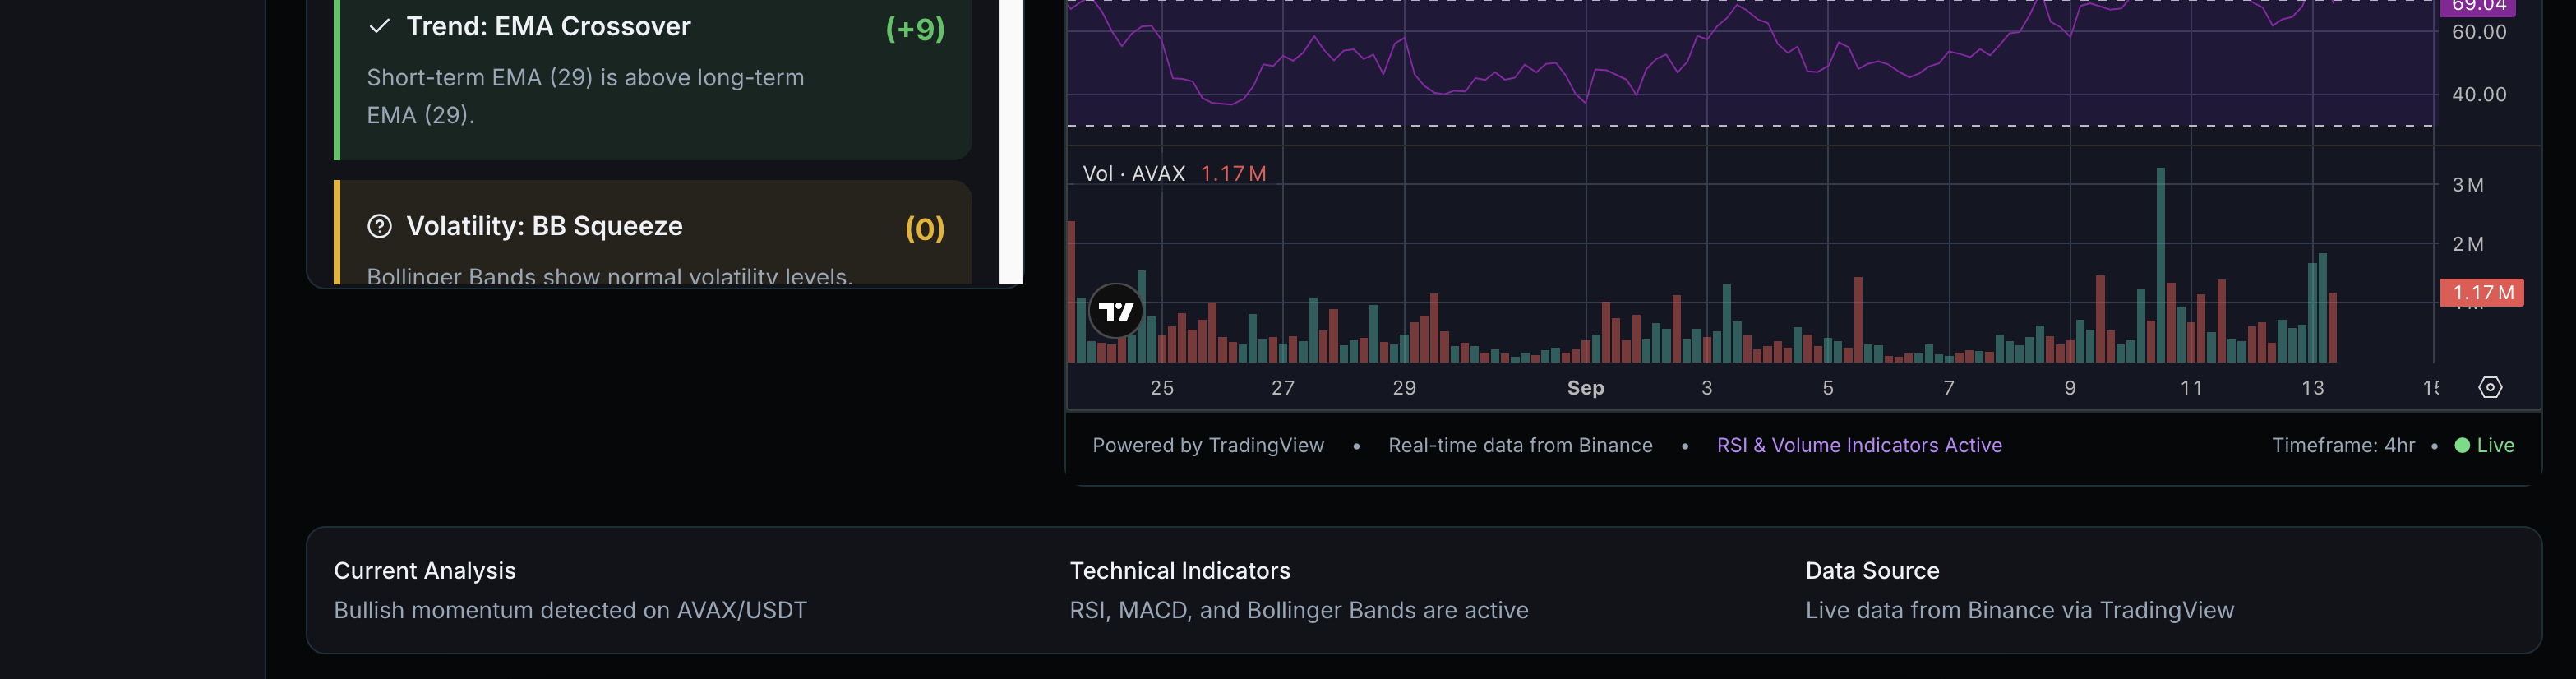 Trend: EMA Crossover (+9)
Short-term EMA (29) is above long-term
EMA (29).
Volatility: BB Squeeze (0)
Bollinger Bands show normal volatility levels.
69.04
60.00
40.00
Vol · AVAX 1.17 M
3 M
2 M
1.17 M
25 27 29 Sep 3 5 7 9 11 13
Powered by TradingView • Real-time data from Binance • RSI & Volume Indicators Active
Timeframe: 4hr • Live
Current Analysis
Bullish momentum detected on AVAX/USDT
Technical Indicators
RSI, MACD, and Bollinger Bands are active
Data Source
Live data from Binance via TradingView